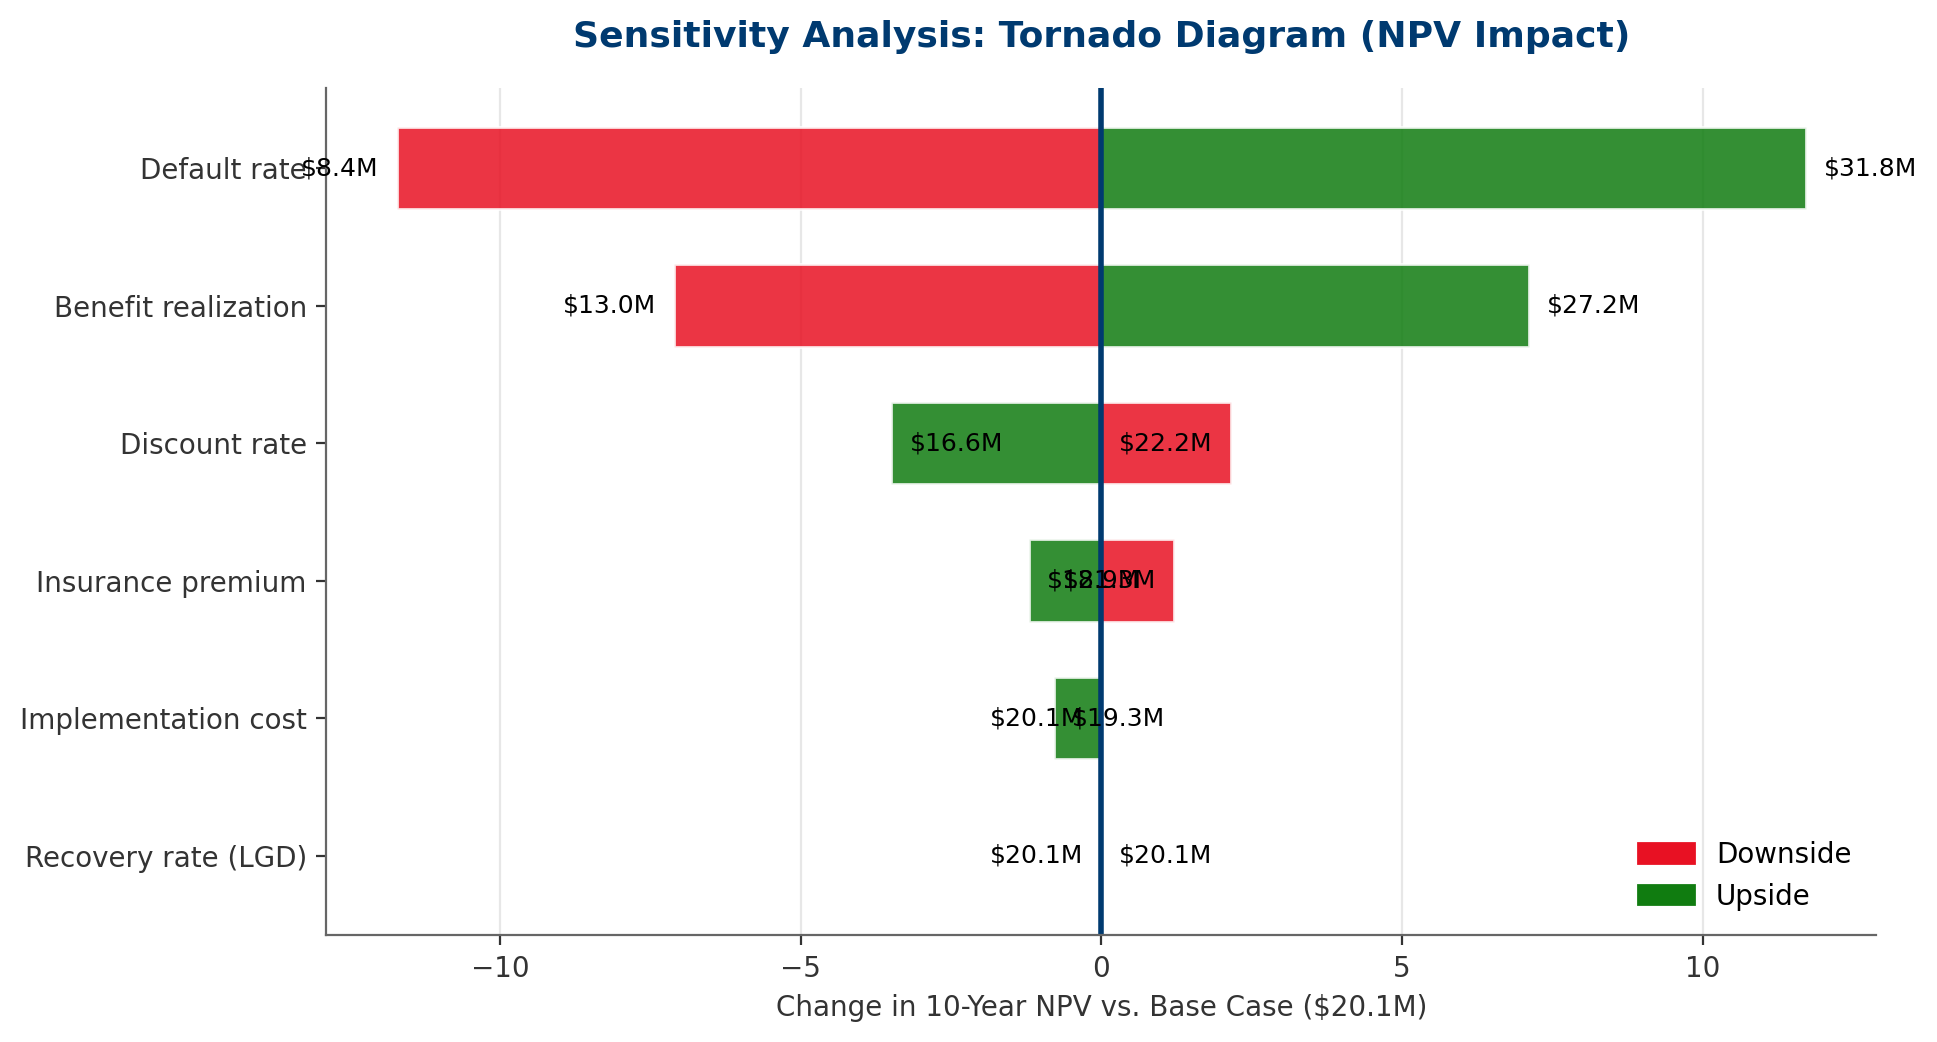 Sensitivity Analysis: Tornado Diagram (NPV Impact)
Default rate
$8.4M
$31.8M
Benefit realization
$13.0M
$27.2M
Discount rate
$16.6M
$22.2M
Insurance premium
Implementation cost
$20.1M
$19.3M
Recovery rate (LGD)
$20.1M
$20.1M
Downside
Upside
−10
−5
0
5
10
Change in 10-Year NPV vs. Base Case ($20.1M)